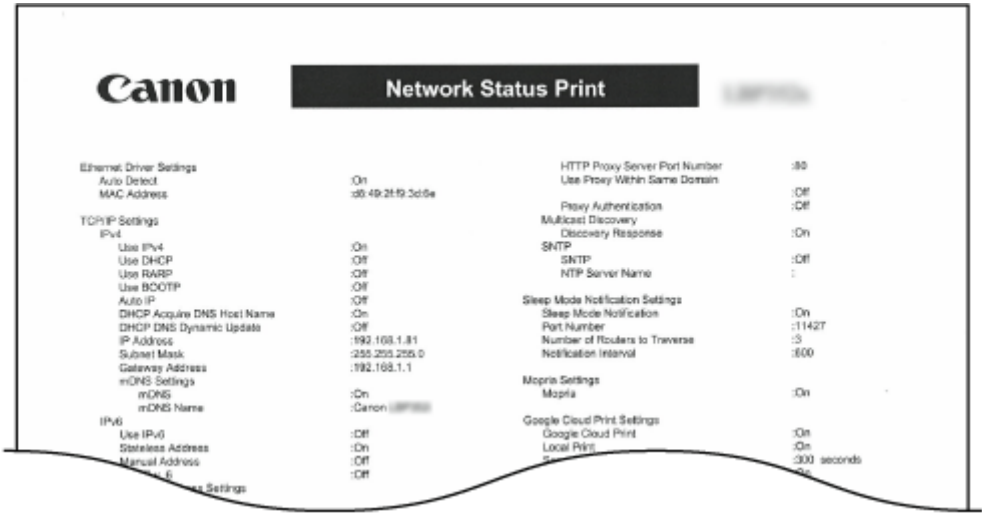 Canon
Network Status Print
Ethernet Driver Settings
Auto Detect :On
MAC Address :d8:49:2f:f9:3d:6e
TCP/IP Settings
IPv4
Use IPv4 :On
Use DHCP :Off
Use RARP :Off
Use BOOTP :Off
Auto IP :Off
DHCP Acquire DNS Host Name :On
DHCP DNS Dynamic Update :Off
IP Address :192.168.1.81
Subnet Mask :255.255.255.0
Gateway Address :192.168.1.1
mDNS Settings
mDNS :On
mDNS Name :Canon
IPv6
Use IPv6 :Off
Stateless Address :On
Manual Address :Off
:Off
Settings
HTTP Proxy Server Port Number :80
Use Proxy Within Same Domain
:Off
Proxy Authentication :Off
Multicast Discovery
Discovery Response :On
SNTP
SNTP :Off
NTP Server Name :
Sleep Mode Notification Settings
Sleep Mode Notification :On
Port Number :11427
Number of Routers to Traverse :3
Notification Interval :600
Mopria Settings
Mopria :On
Google Cloud Print Settings
Google Cloud Print :On
Local Print :On
:300 seconds
:On